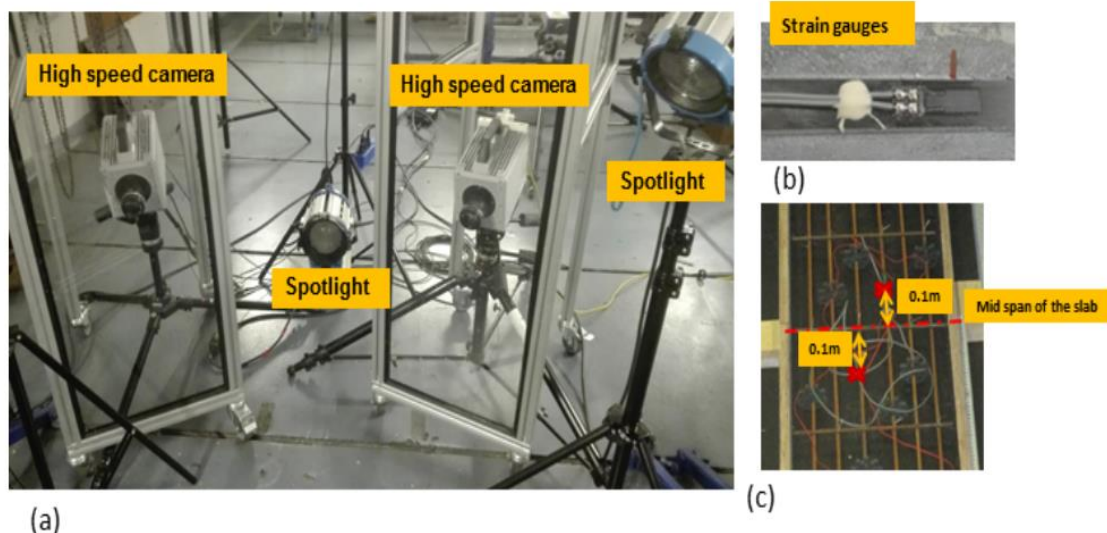 High speed camera
High speed camera
Spotlight
Spotlight
(a)
Strain gauges
(b)
0.1m
Mid span of the slab
0.1m
(c)